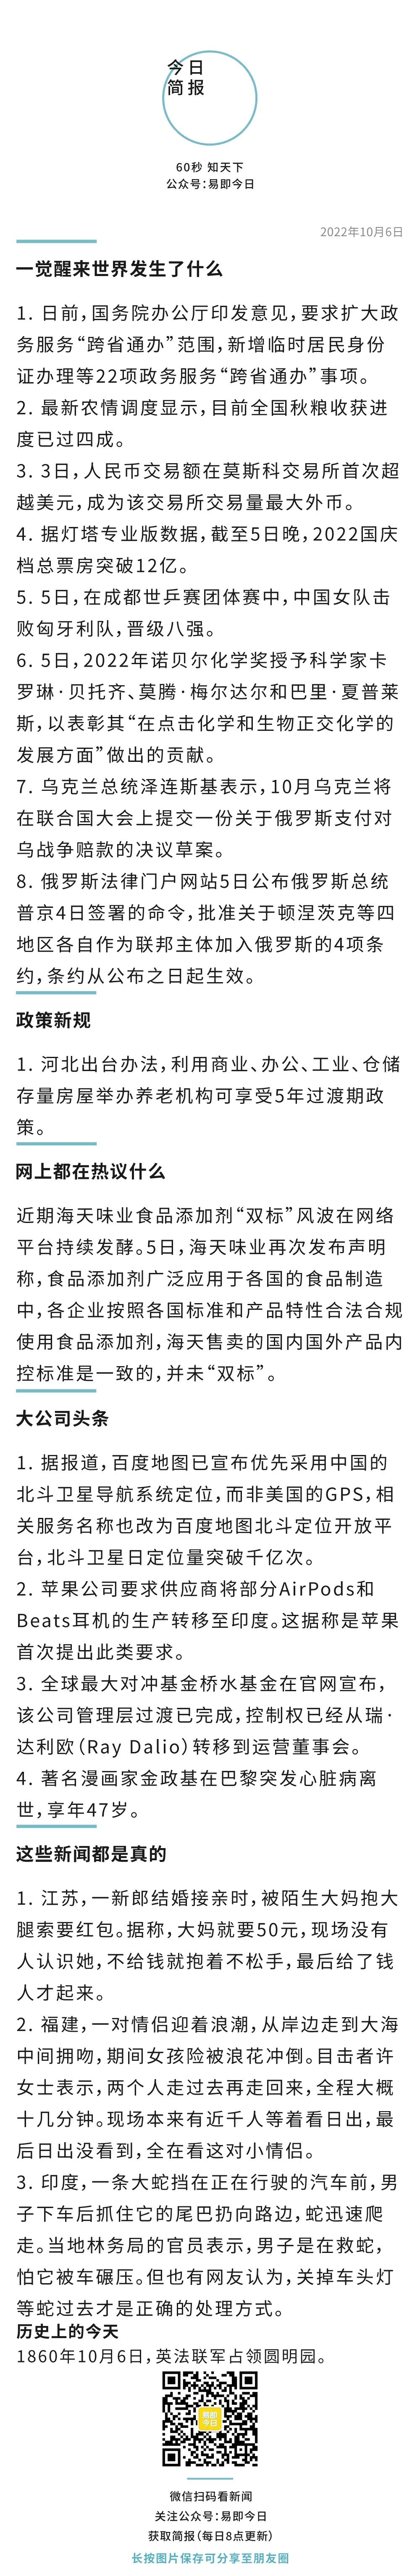 今日
简报
60秒 知天下
公众号：易即今日
2022年10月6日
一觉醒来世界发生了什么
1. 日前，国务院办公厅印发意见，要求扩大政
务服务“跨省通办”范围，新增临时居民身份
证办理等22项政务服务“跨省通办”事项。
2. 最新农情调度显示，目前全国秋粮收获进
度已过四成。
3. 3日，人民币交易额在莫斯科交易所首次超
越美元，成为该交易所交易量最大外币。
4. 据灯塔专业版数据，截至5日晚，2022国庆
档总票房突破12亿。
5. 5日，在成都世乒赛团体赛中，中国女队击
败匈牙利队，晋级八强。
6. 5日，2022年诺贝尔化学奖授予科学家卡
罗琳·贝托齐、莫腾·梅尔达尔和巴里·夏普莱
斯，以表彰其“在点击化学和生物正交化学的
发展方面”做出的贡献。
7. 乌克兰总统泽连斯基表示，10月乌克兰将
在联合国大会上提交一份关于俄罗斯支付对
乌战争赔款的决议草案。
8. 俄罗斯法律门户网站5日公布俄罗斯总统
普京4日签署的命令，批准关于顿涅茨克等四
地区各自作为联邦主体加入俄罗斯的4项条
约，条约从公布之日起生效。
政策新规
1. 河北出台办法，利用商业、办公、工业、仓储
存量房屋举办养老机构可享受5年过渡期政
策。
网上都在热议什么
近期海天味业食品添加剂“双标”风波在网络
平台持续发酵。5日，海天味业再次发布声明
称，食品添加剂广泛应用于各国的食品制造
中，各企业按照各国标准和产品特性合法合规
使用食品添加剂，海天售卖的国内国外产品内
控标准是一致的，并未“双标”。
大公司头条
1. 据报道，百度地图已宣布优先采用中国的
北斗卫星导航系统定位，而非美国的GPS，相
关服务名称也改为百度地图北斗定位开放平
台，北斗卫星日定位量突破千亿次。
2. 苹果公司要求供应商将部分AirPods和
Beats耳机的生产转移至印度。这据称是苹果
首次提出此类要求。
3. 全球最大对冲基金桥水基金在官网宣布，
该公司管理层过渡已完成，控制权已经从瑞·
达利欧（Ray Dalio）转移到运营董事会。
4. 著名漫画家金政基在巴黎突发心脏病离
世，享年47岁。
这些新闻都是真的
1. 江苏，一新郎结婚接亲时，被陌生大妈抱大
腿索要红包。据称，大妈就要50元，现场没有
人认识她，不给钱就抱着不松手，最后给了钱
人才起来。
2. 福建，一对情侣迎着浪潮，从岸边走到大海
中间拥吻，期间女孩险被浪花冲倒。目击者许
女士表示，两个人走过去再走回来，全程大概
十几分钟。现场本来有近千人等着看日出，最
后日出没看到，全在看这对小情侣。
3. 印度，一条大蛇挡在正在行驶的汽车前，男
子下车后抓住它的尾巴扔向路边，蛇迅速爬
走。当地林务局的官员表示，男子是在救蛇，
怕它被车碾压。但也有网友认为，关掉车头灯
等蛇过去才是正确的处理方式。
历史上的今天
1860年10月6日，英法联军占领圆明园。
易即
今日
微信扫码看新闻
关注公众号：易即今日
获取简报（每日8点更新）
长按图片保存可分享至朋友圈